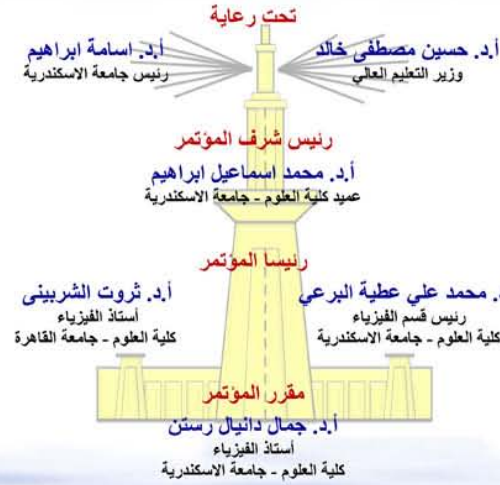 تحت رعاية
أ.د. حسين مصطفى خالد
وزير التعليم العالي
أ.د. اسامة ابراهيم
رئيس جامعة الاسكندرية
رئيس شرف المؤتمر
أ.د. محمد اسماعيل ابراهيم
عميد كلية العلوم - جامعة الاسكندرية
رئيسا المؤتمر
د. محمد علي عطية البرعي
رئيس قسم الفيزياء
كلية العلوم - جامعة الاسكندرية
أ.د. ثروت الشربينى
أستاذ الفيزياء
كلية العلوم - جامعة القاهرة
مقرر المؤتمر
أ.د. جمال دانيال رستن
أستاذ الفيزياء
كلية العلوم - جامعة الاسكندرية